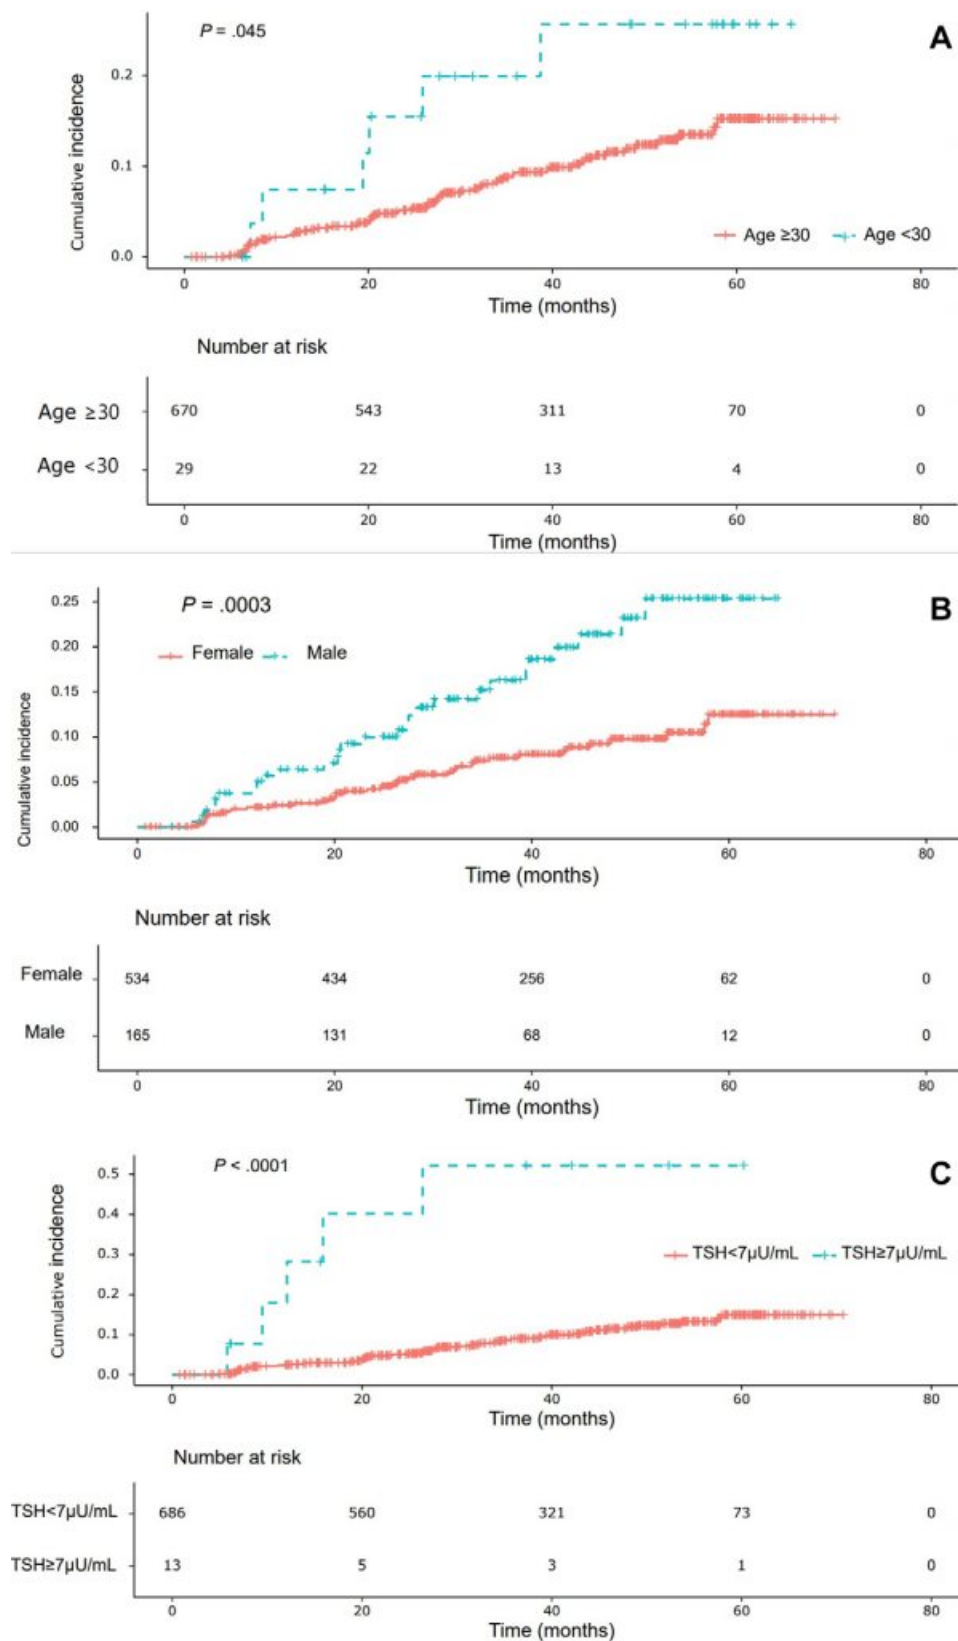 P = .045
A
Cumulative incidence
0.2
0.1
0.0
Age ≥30 Age <30
0 20 40 60 80
Time (months)
Number at risk
Age ≥30 670 543 311 70 0
Age <30 29 22 13 4 0
0 20 40 60 80
Time (months)
P = .0003
B
Cumulative incidence
0.25
0.20
0.15
0.10
0.05
0.00
Female Male
0 20 40 60 80
Time (months)
Number at risk
Female 534 434 256 62 0
Male 165 131 68 12 0
0 20 40 60 80
Time (months)
P < .0001
C
Cumulative incidence
0.5
0.4
0.3
0.2
0.1
0.0
TSH<7µU/mL TSH≥7µU/mL
0 20 40 60 80
Time (months)
Number at risk
TSH<7µU/mL 686 560 321 73 0
TSH≥7µU/mL 13 5 3 1 0
0 20 40 60 80
Time (months)